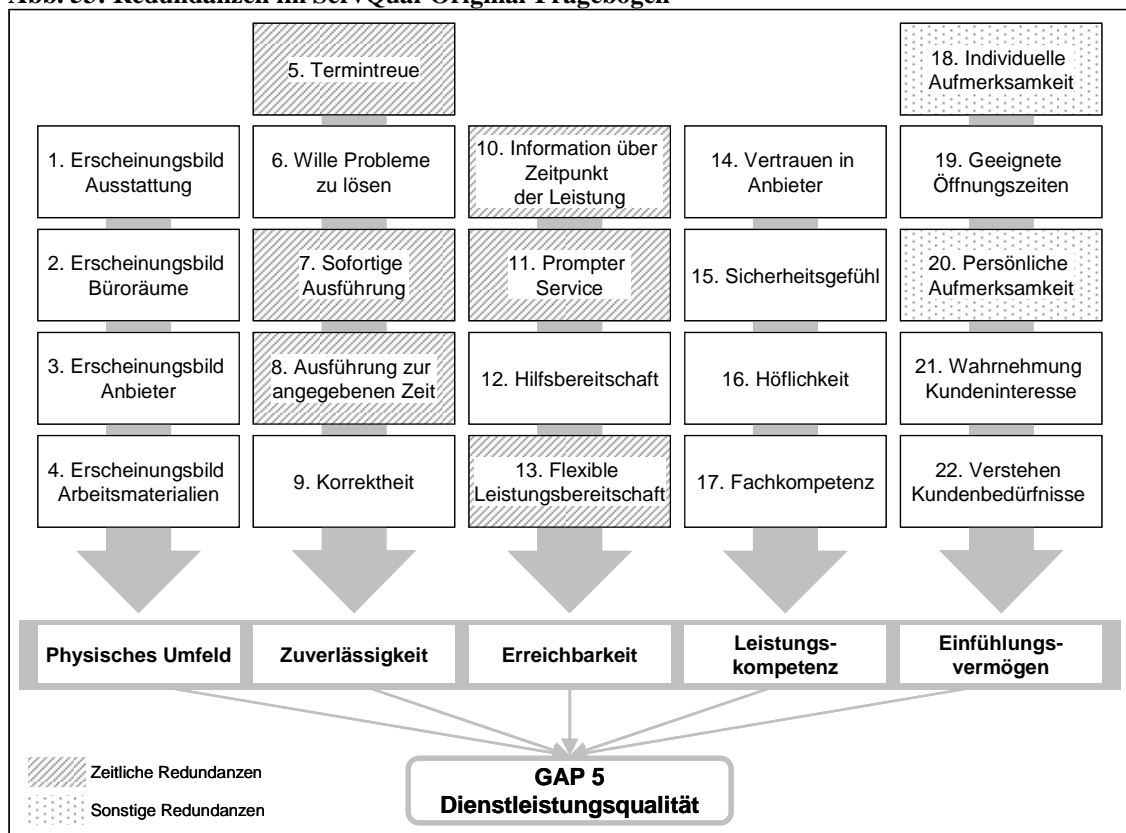 Abb. 33: Redundanzen im ServQual Original-Fragebogen
5. Termintreue
18. Individuelle
Aufmerksamkeit
1. Erscheinungsbild
Ausstattung
6. Wille Probleme
zu lösen
10. Information über
Zeitpunkt
der Leistung
14. Vertrauen in
Anbieter
19. Geeignete
Öffnungszeiten
2. Erscheinungsbild
Büroräume
7. Sofortige
Ausführung
11. Prompter
Service
15. Sicherheitsgefühl
20. Persönliche
Aufmerksamkeit
3. Erscheinungsbild
Anbieter
8. Ausführung zur
angegebenen Zeit
12. Hilfsbereitschaft
16. Höflichkeit
21. Wahrnehmung
Kundeninteresse
4. Erscheinungsbild
Arbeitsmaterialien
9. Korrektheit
13. Flexible
Leistungsbereitschaft
17. Fachkompetenz
22. Verstehen
Kundenbedürfnisse
Physisches Umfeld
Zuverlässigkeit
Erreichbarkeit
Leistungs-
kompetenz
Einfühlungs-
vermögen
Zeitliche Redundanzen
Sonstige Redundanzen
GAP 5
Dienstleistungsqualität